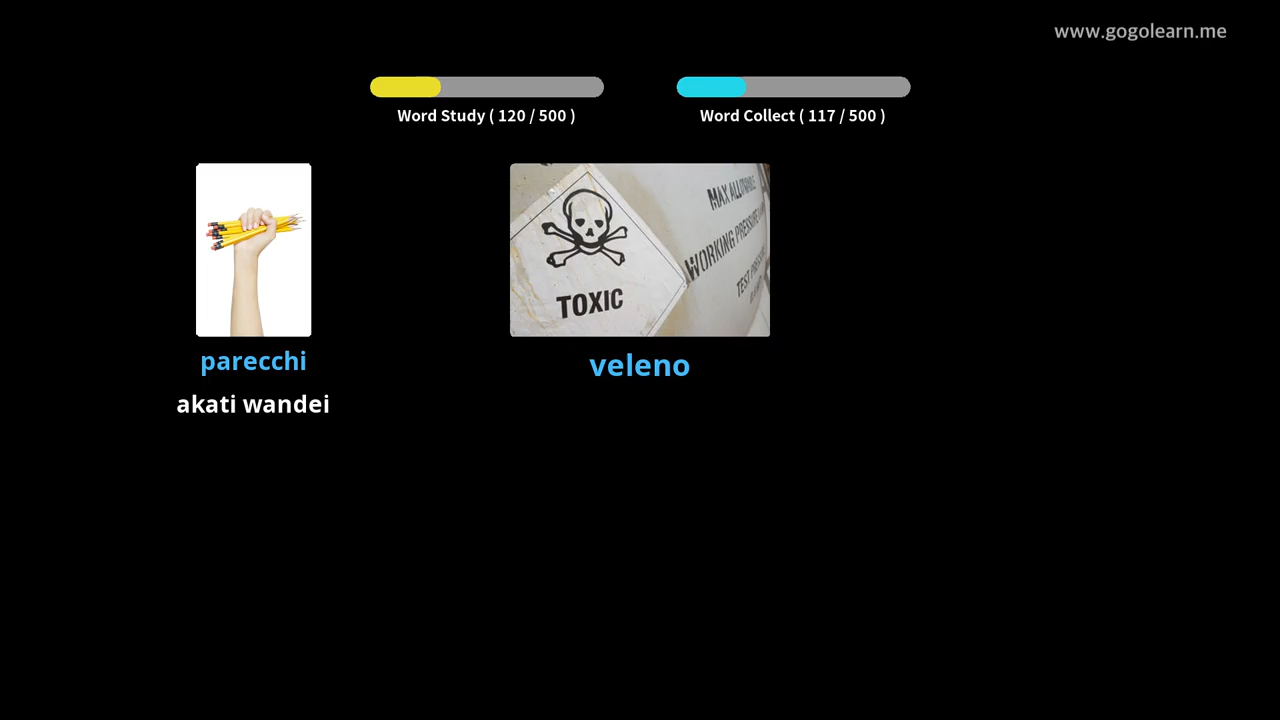 www.gogolearn.me
Word Study ( 120 / 500 )
Word Collect ( 117 / 500 )
MAX ALLOWABLE
WORKING PRESSURE
TEST PRESSURE
TOXIC
parecchi
veleno
akati wandei